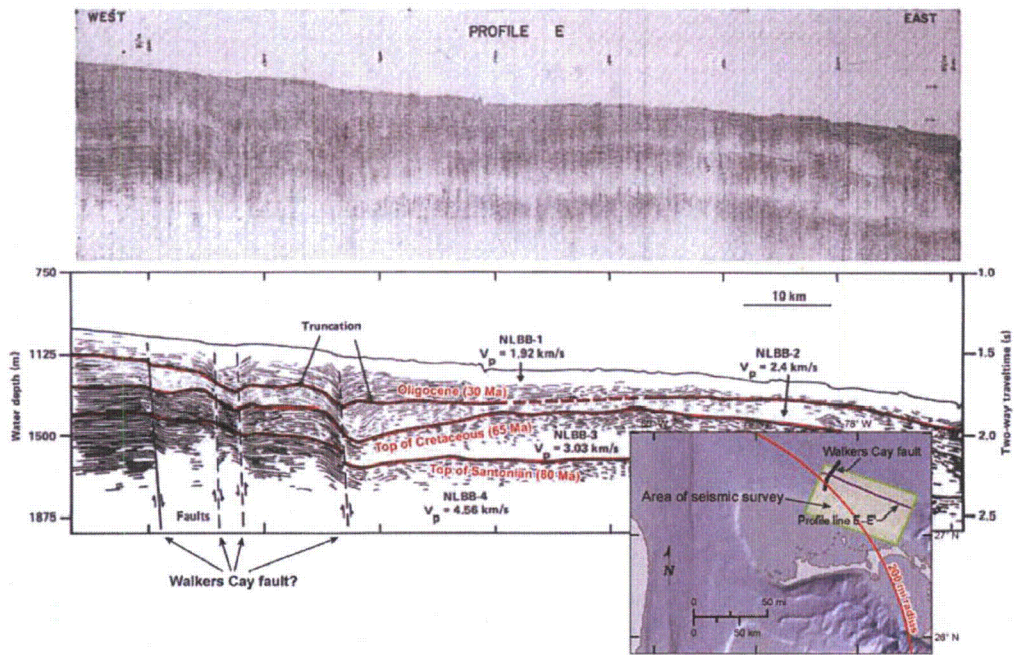 WEST
EAST
PROFILE E
750
1125
1500
1875
Water depth (m)
1.0
1.5
2.0
2.5
Two-way traveltime (s)
10 km
Truncation
NLBB-1
Vp = 1.92 km/s
NLBB-2
Vp = 2.4 km/s
Oligocene (30 Ma)
Top of Cretaceous (65 Ma)
NLBB-3
Vp = 3.03 km/s
Top of Santonian (80 Ma)
NLBB-4
Vp = 4.56 km/s
Faults
Walkers Cay fault?
78° W
Walkers Cay fault
Area of seismic survey
Profile line E–E'
27° N
N
200 mi radius
0 50 mi
0 50 km
26° N